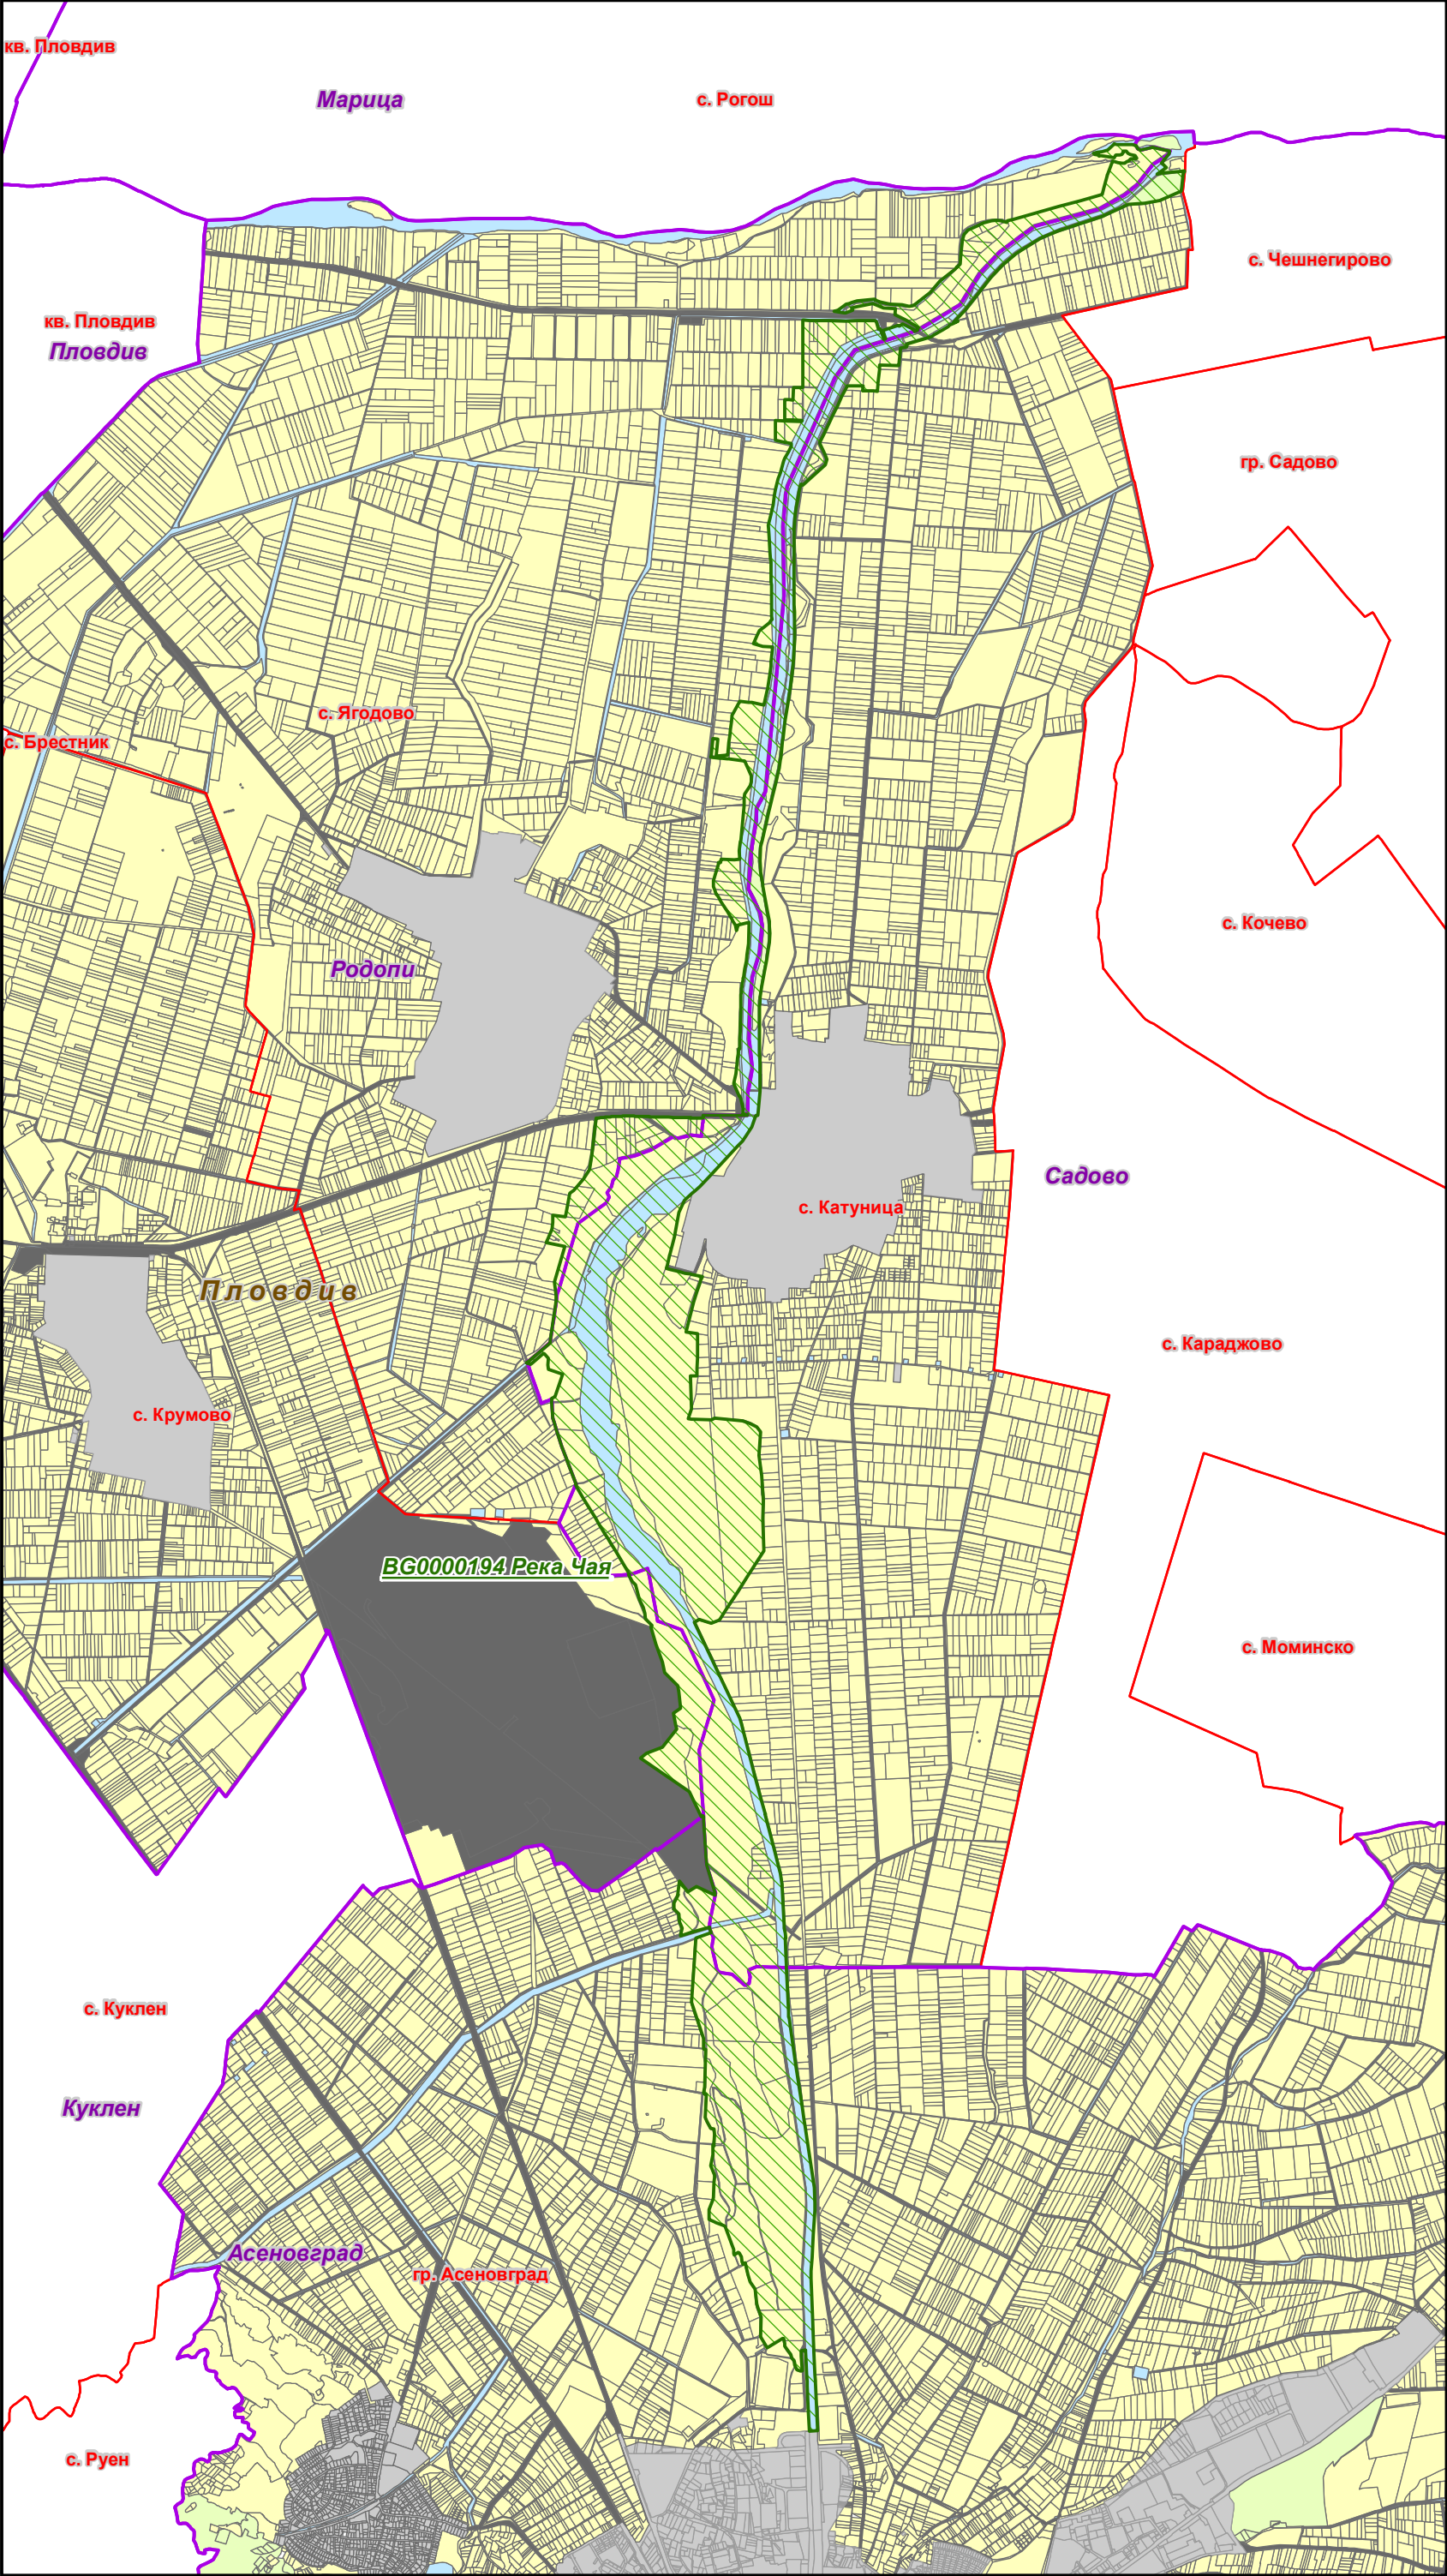 кв. Пловдив
Марица
с. Рогош
с. Чешнегирово
кв. Пловдив
Пловдив
гр. Садово
с. Ягодово
с. Брестник
с. Кочево
Родопи
Садово
с. Катуница
Пловдив
с. Караджово
с. Крумово
BG0000194 Река Чая
с. Моминско
с. Куклен
Куклен
Асеновград
гр. Асеновград
с. Руен